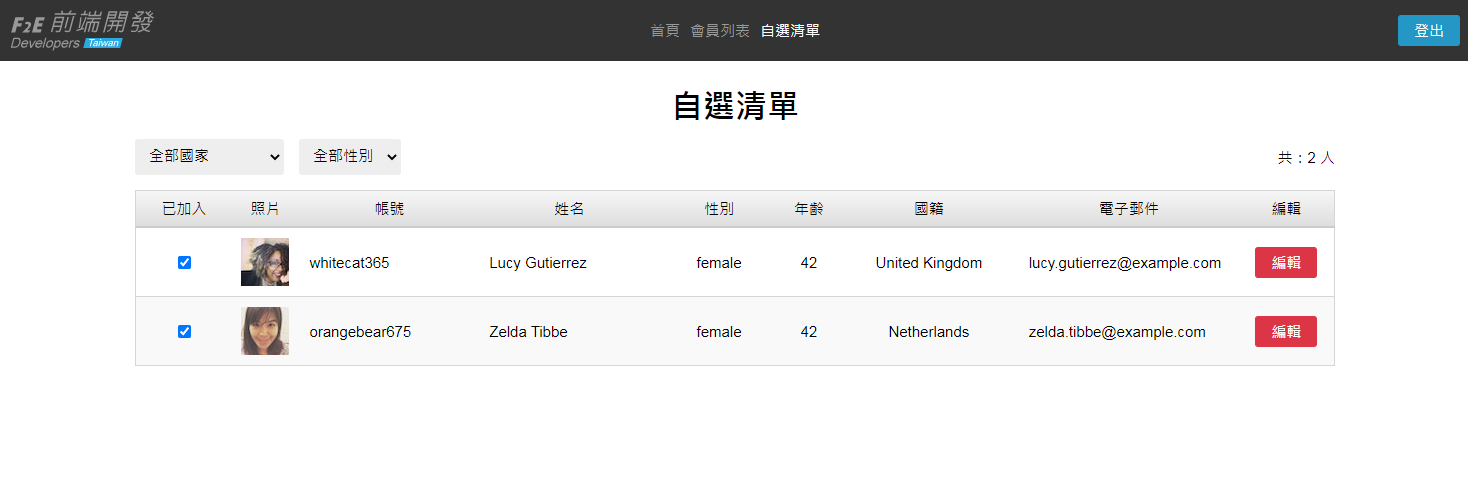 F2E 前端開發
Developers Taiwan
首頁 會員列表 自選清單
登出
自選清單
全部國家 全部性別 共：2 人
已加入 照片 帳號 姓名 性別 年齡 國籍 電子郵件 編輯
whitecat365 Lucy Gutierrez female 42 United Kingdom lucy.gutierrez@example.com 編輯
orangebear675 Zelda Tibbe female 42 Netherlands zelda.tibbe@example.com 編輯